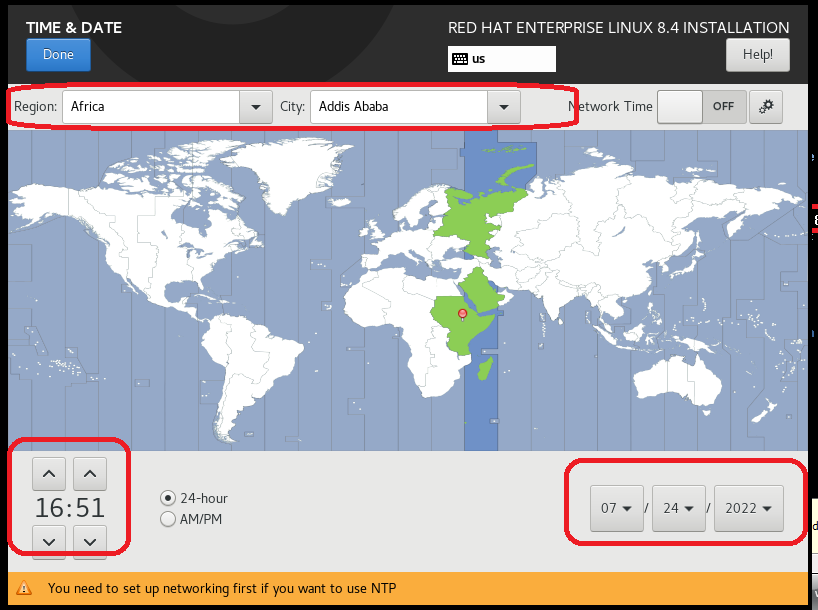 TIME & DATE
RED HAT ENTERPRISE LINUX 8.4 INSTALLATION
Done
us
Help!
Region: Africa City: Addis Ababa Network Time OFF
16:51
24-hour
AM/PM
07 / 24 / 2022
You need to set up networking first if you want to use NTP